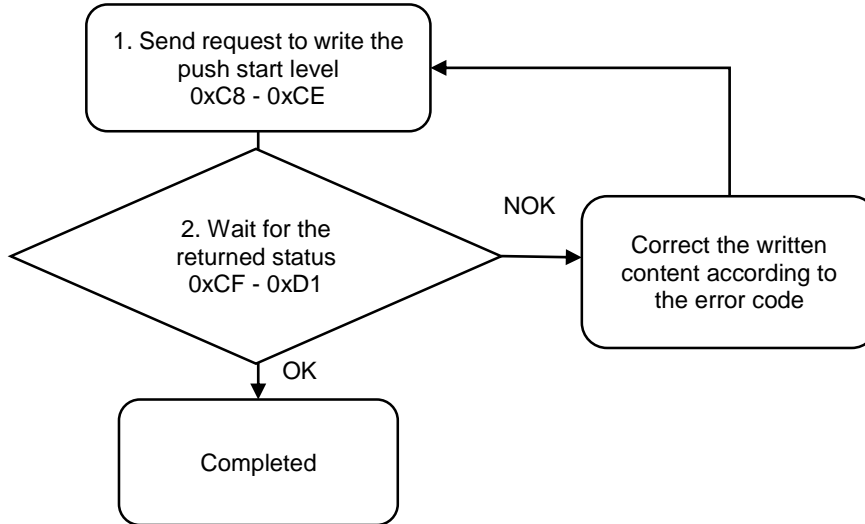 1. Send request to write the
push start level
0xC8 - 0xCE
2. Wait for the
returned status
0xCF - 0xD1
NOK
Correct the written
content according to
the error code
OK
Completed